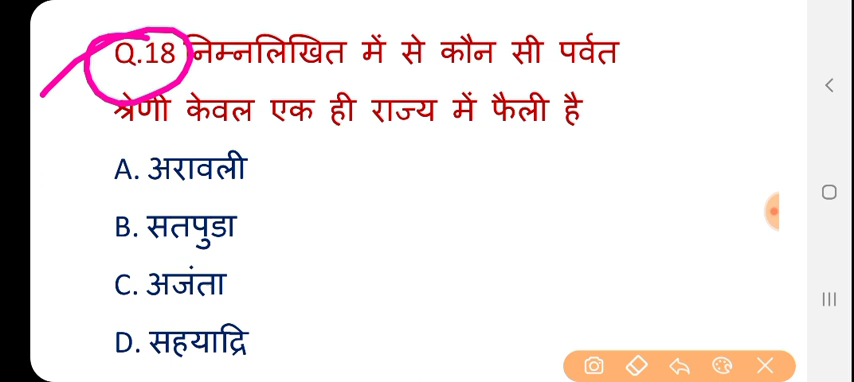 Q.18 निम्नलिखित में से कौन सी पर्वत
श्रेणी केवल एक ही राज्य में फैली है
A. अरावली
B. सतपुडा
C. अजंता
D. सहयाद्रि